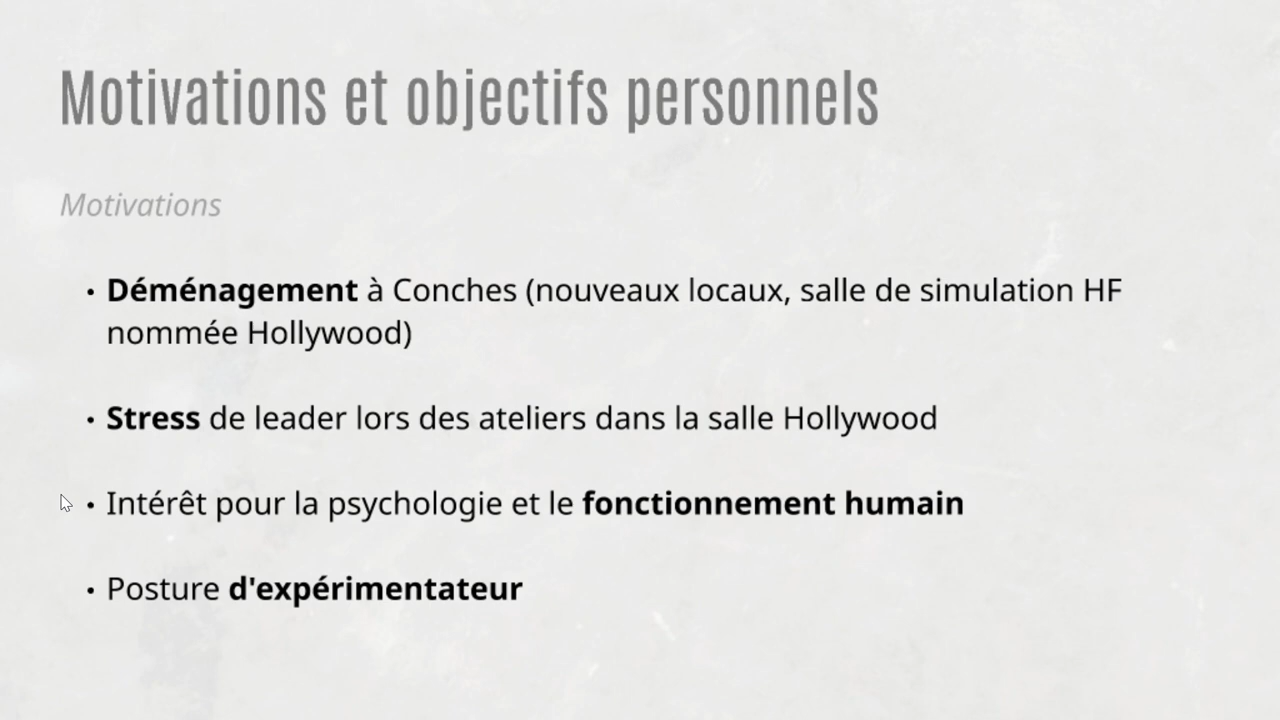 Motivations et objectifs personnels
Motivations
• Déménagement à Conches (nouveaux locaux, salle de simulation HF
nommée Hollywood)
• Stress de leader lors des ateliers dans la salle Hollywood
• Intérêt pour la psychologie et le fonctionnement humain
• Posture d'expérimentateur